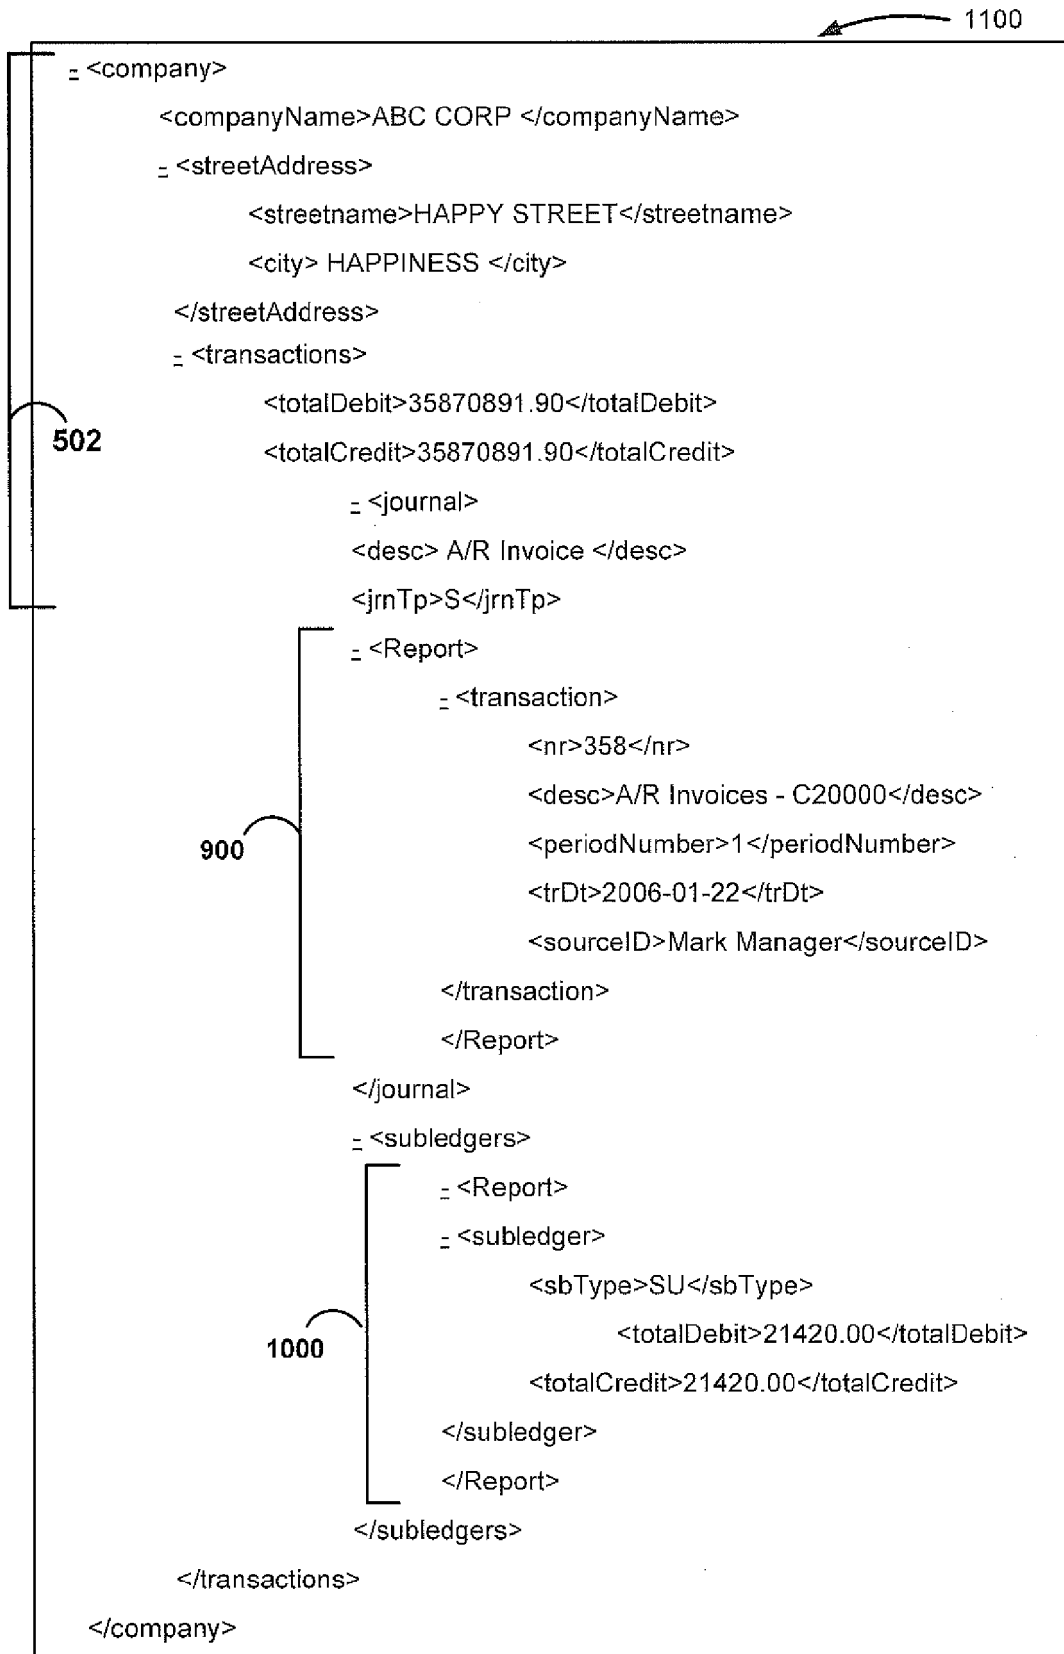 1100
- <company>
<companyName>ABC CORP </companyName>
- <streetAddress>
<streetname>HAPPY STREET</streetname>
<city> HAPPINESS </city>
</streetAddress>
- <transactions>
<totalDebit>35870891.90</totalDebit>
502
<totalCredit>35870891.90</totalCredit>
- <journal>
<desc> A/R Invoice </desc>
<jrnTp>S</jrnTp>
- <Report>
- <transaction>
<nr>358</nr>
<desc>A/R Invoices - C20000</desc>
900
<periodNumber>1</periodNumber>
<trDt>2006-01-22</trDt>
<sourceID>Mark Manager</sourceID>
</transaction>
</Report>
</journal>
- <subledgers>
- <Report>
- <subledger>
<sbType>SU</sbType>
1000
<totalDebit>21420.00</totalDebit>
<totalCredit>21420.00</totalCredit>
</subledger>
</Report>
</subledgers>
</transactions>
</company>